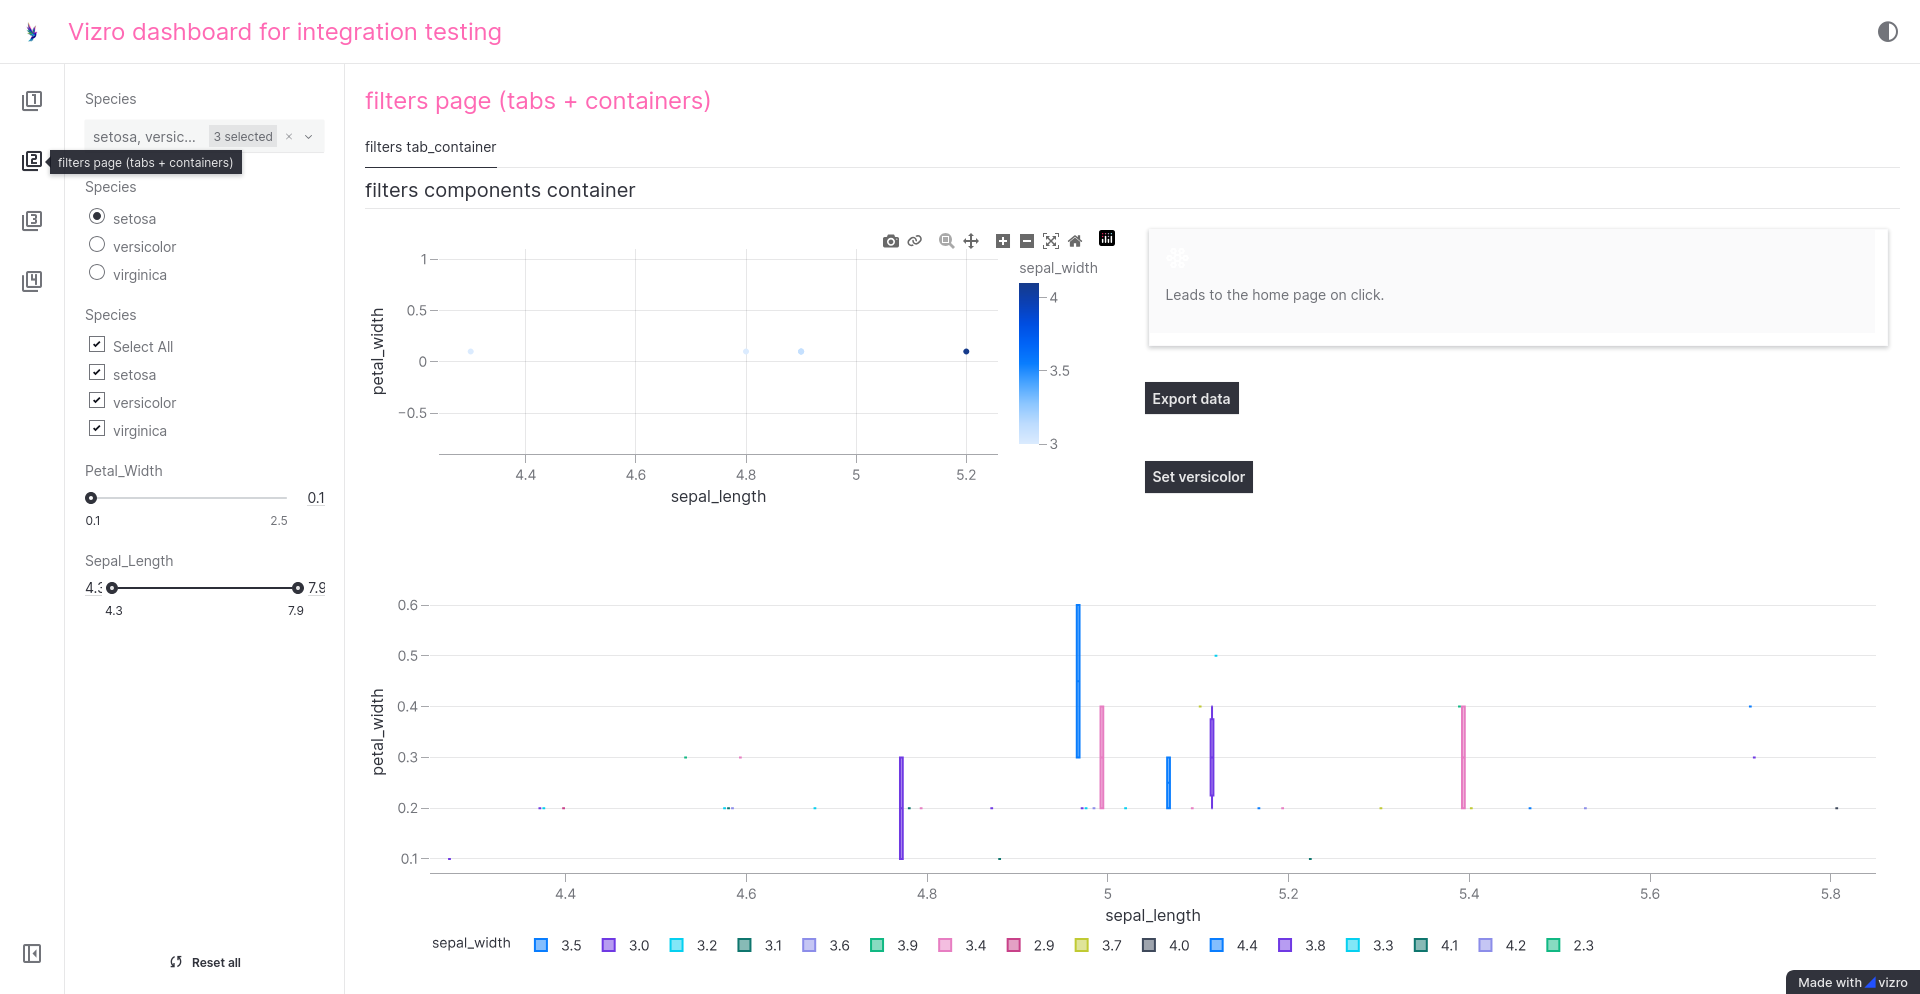 Vizro dashboard for integration testing
1
2
3
4
filters page (tabs + containers)
Species
setosa, versic... 3 selected
Species
setosa
versicolor
virginica
Species
Select All
setosa
versicolor
virginica
Petal_Width
0.1
0.1 2.5
Sepal_Length
4.3 7.9
4.3 7.9
Reset all
filters page (tabs + containers)
filters tab_container
filters components container
petal_width
1
0.5
0
−0.5
4.4 4.6 4.8 5 5.2
sepal_length
sepal_width
4
3.5
3
Leads to the home page on click.
Export data
Set versicolor
petal_width
0.6
0.5
0.4
0.3
0.2
0.1
4.4 4.6 4.8 5 5.2 5.4 5.6 5.8
sepal_length
sepal_width 3.5 3.0 3.2 3.1 3.6 3.9 3.4 2.9 3.7 4.0 4.4 3.8 3.3 4.1 4.2 2.3
Made with vizro